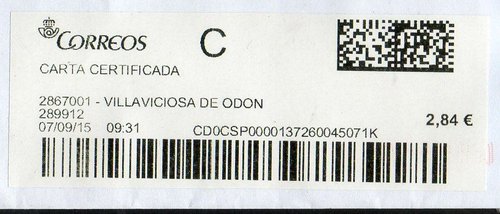 CORREOS
C
CARTA CERTIFICADA
2867001 - VILLAVICIOSA DE ODON
289912
07/09/15 09:31 CD0CSP0000137260045071K
2,84 €